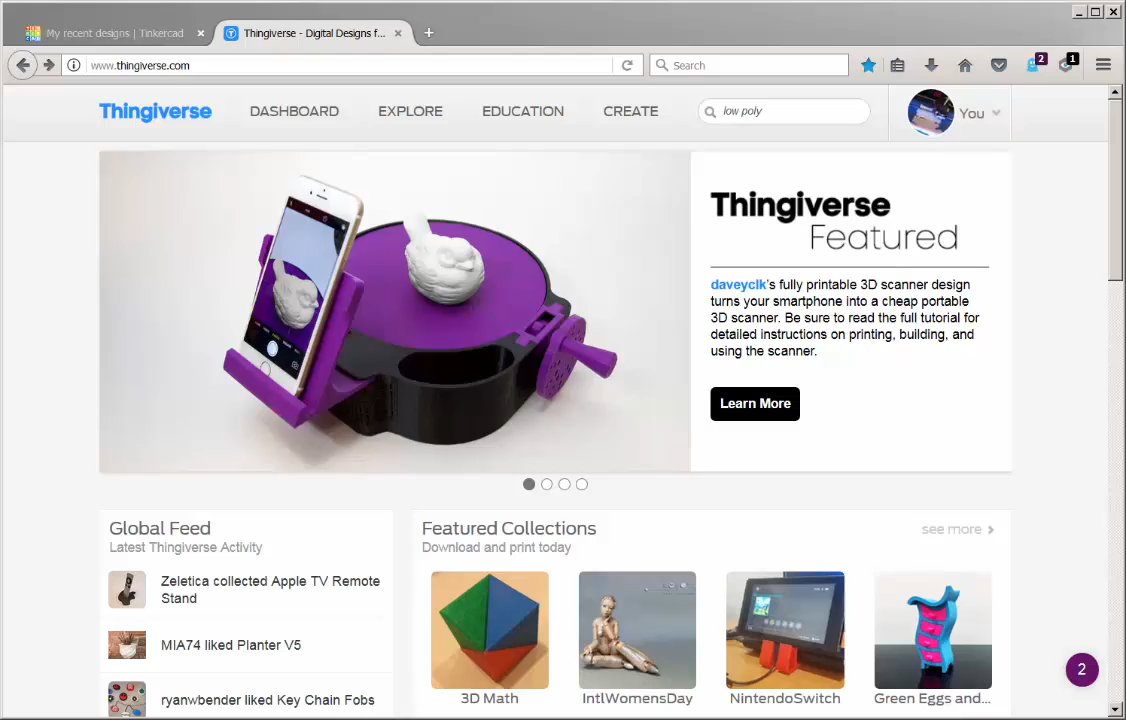 My recent designs | Tinkercad
Thingiverse - Digital Designs f...
www.thingiverse.com
Search
2
1
Thingiverse
DASHBOARD
EXPLORE
EDUCATION
CREATE
low poly
You
Thingiverse
Featured
daveyclk's fully printable 3D scanner design
turns your smartphone into a cheap portable
3D scanner. Be sure to read the full tutorial for
detailed instructions on printing, building, and
using the scanner.
Learn More
Global Feed
Latest Thingiverse Activity
Zeletica collected Apple TV Remote
Stand
MIA74 liked Planter V5
ryanwbender liked Key Chain Fobs
Featured Collections
see more
Download and print today
3D Math
IntlWomensDay
NintendoSwitch
Green Eggs and...
2